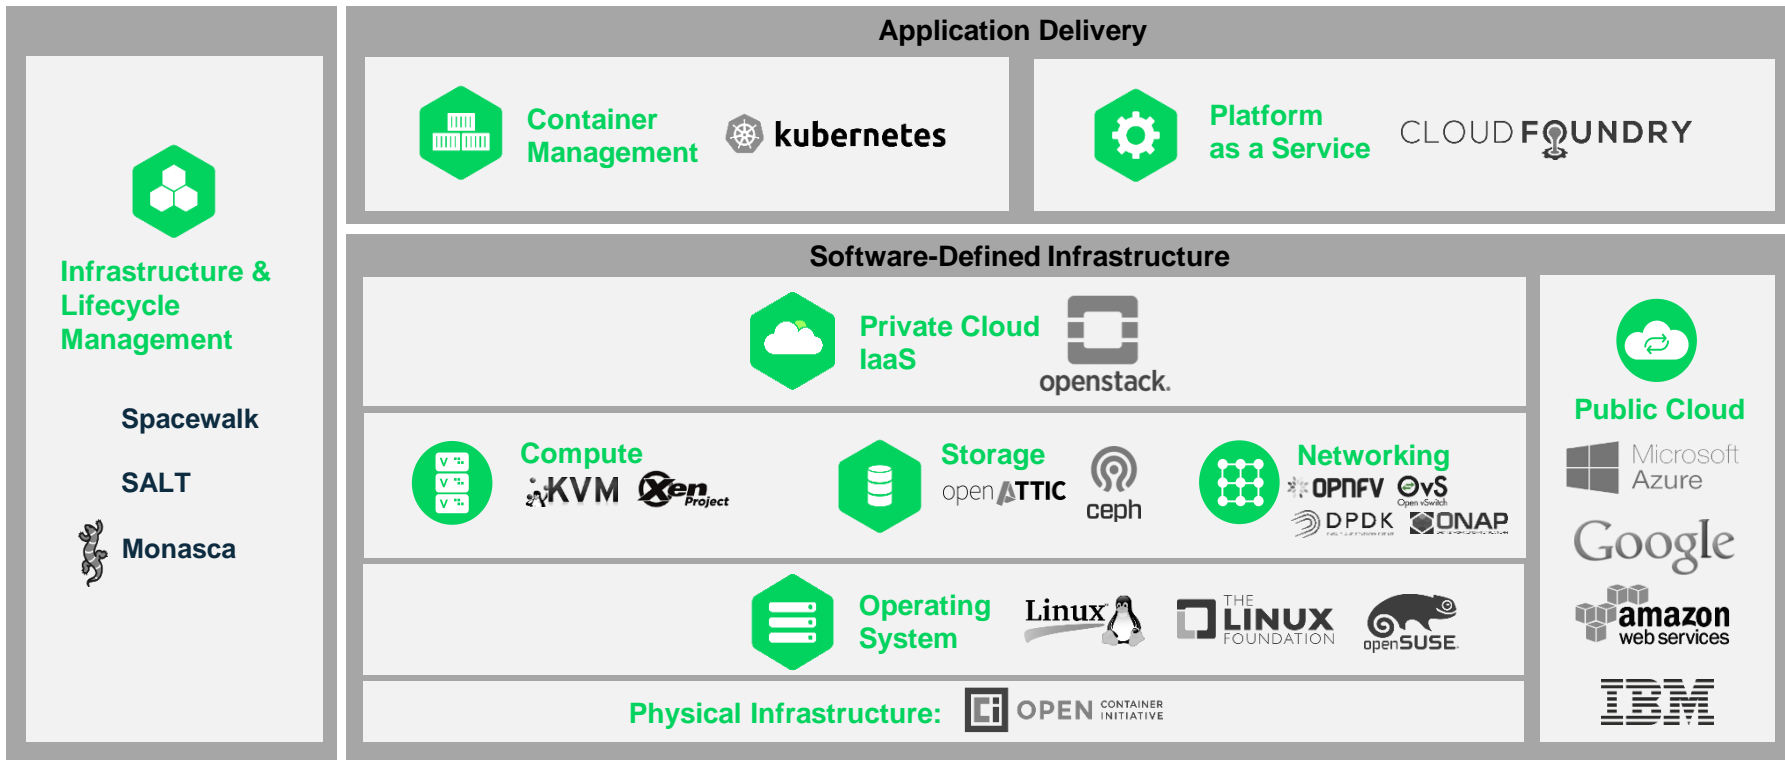 Infrastructure &
Lifecycle
Management
Spacewalk
SALT
Monasca
Application Delivery
Container
Management
kubernetes
Platform
as a Service
CLOUD FOUNDRY
Software-Defined Infrastructure
Private Cloud
IaaS
openstack.
Compute
KVM
Xen
Project
Storage
open ATTIC
ceph
Networking
OPNFV
OvS
Open vSwitch
DPDK
ONAP
Operating
System
Linux
THE
LINUX
FOUNDATION
openSUSE.
Physical Infrastructure:
Ci
OPEN CONTAINER
INITIATIVE
Public Cloud
Microsoft
Azure
Google
amazon
web services
IBM